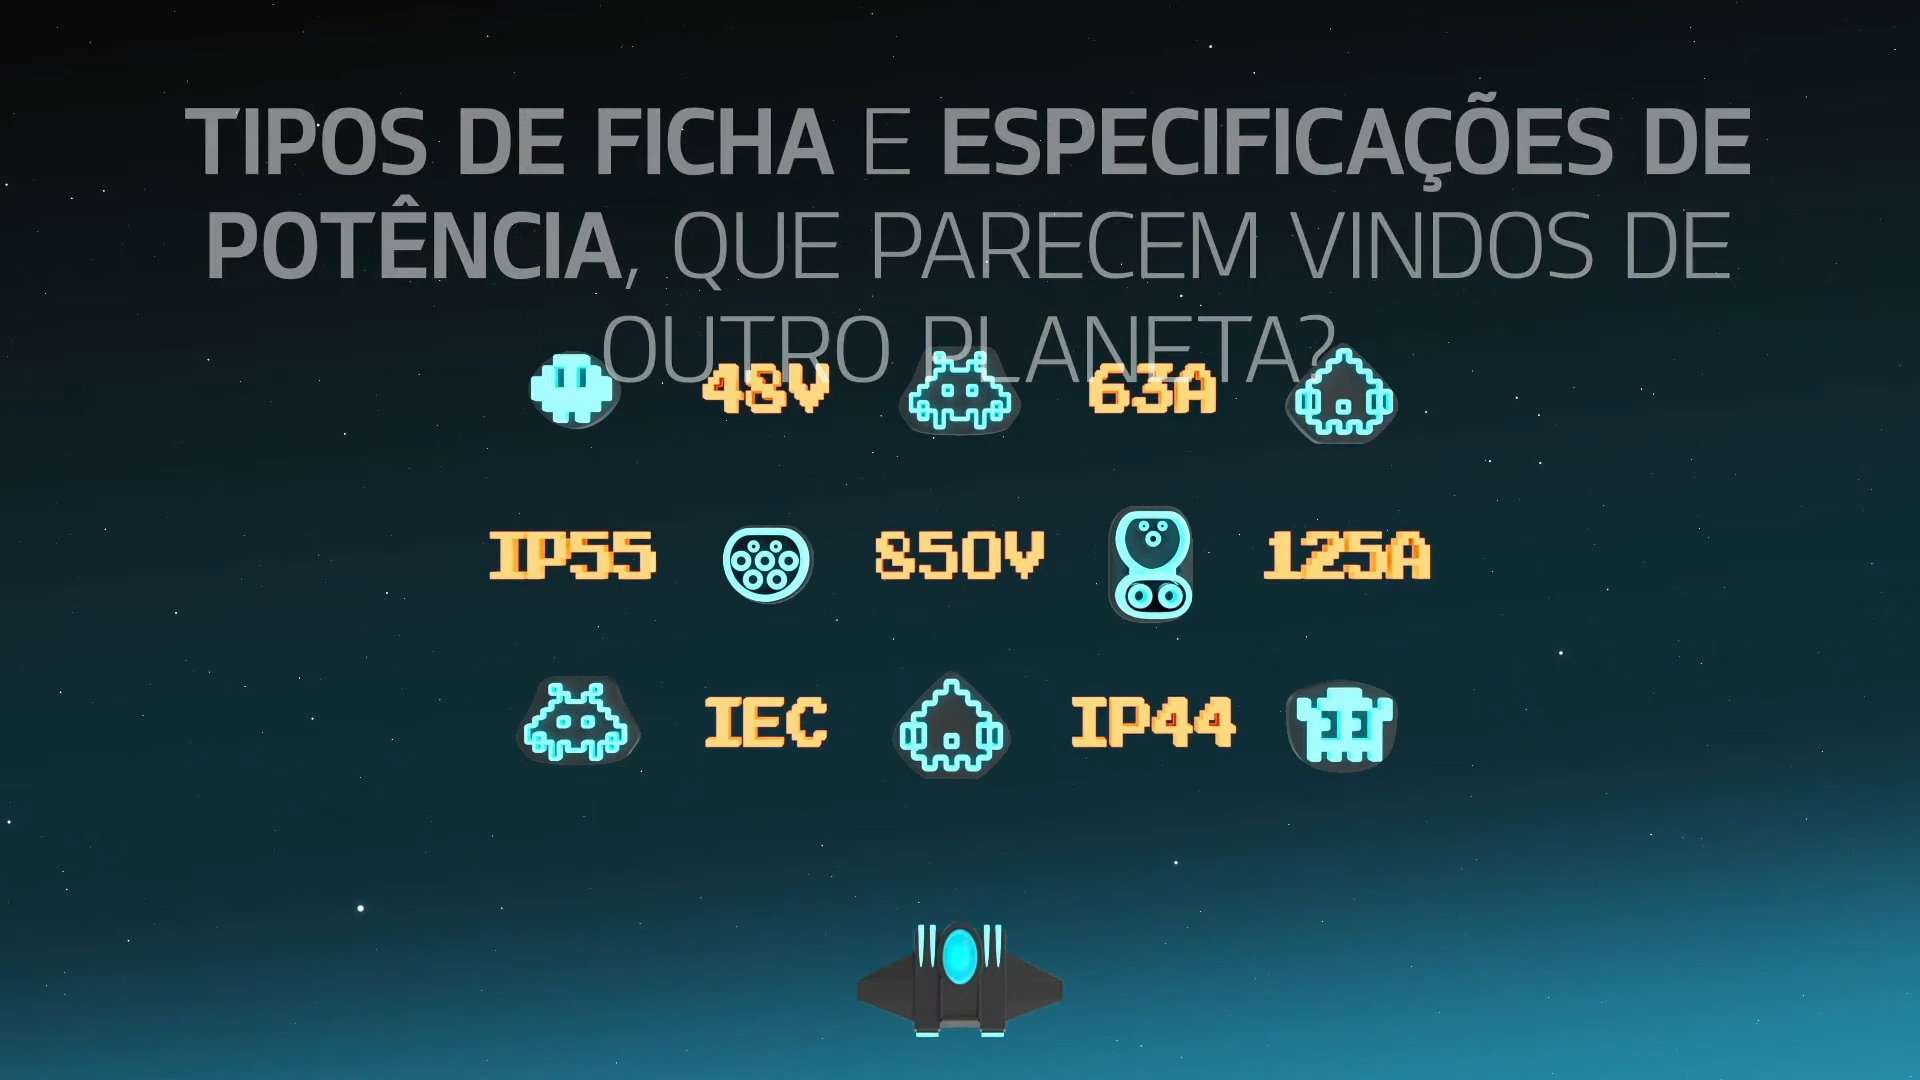 TIPOS DE FICHA E ESPECIFICAÇÕES DE
POTÊNCIA, QUE PARECEM VINDOS DE
OUTRO PLANETA?
48V 63A
IP55 850V 125A
IEC IP44